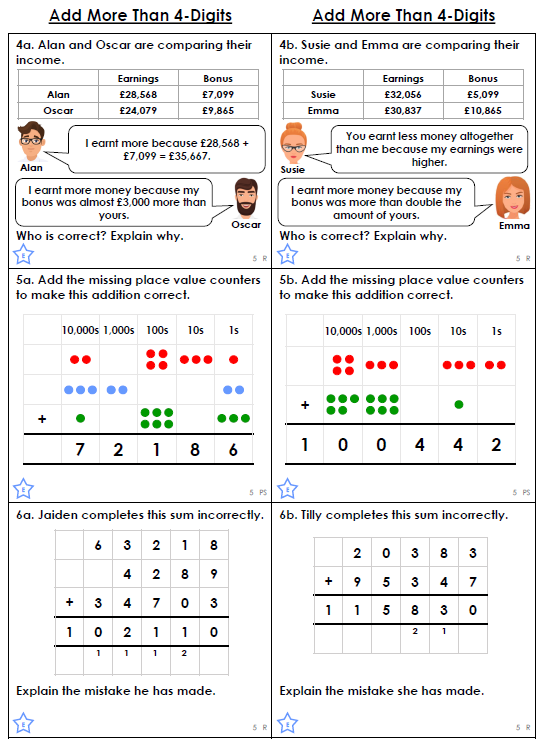 Add More Than 4-Digits
Add More Than 4-Digits
4a. Alan and Oscar are comparing their
income.
Earnings Bonus
Alan £28,568 £7,099
Oscar £24,079 £9,865
I earnt more because £28,568 +
£7,099 = £35,667.
Alan
I earnt more money because my
bonus was almost £3,000 more than
yours.
Oscar
Who is correct? Explain why.
E
5 R
4b. Susie and Emma are comparing their
income.
Earnings Bonus
Susie £32,056 £5,099
Emma £30,837 £10,865
You earnt less money altogether
than me because my earnings were
higher.
Susie
I earnt more money because my
bonus was more than double the
amount of yours.
Emma
Who is correct? Explain why.
E
5 R
5a. Add the missing place value counters
to make this addition correct.
10,000s 1,000s 100s 10s 1s
+
7 2 1 8 6
E
5 PS
5b. Add the missing place value counters
to make this addition correct.
10,000s 1,000s 100s 10s 1s
+
1 0 0 4 4 2
E
5 PS
6a. Jaiden completes this sum incorrectly.
6 3 2 1 8
4 2 8 9
+ 3 4 7 0 3
1 0 2 1 1 0
1 1 1 2
Explain the mistake he has made.
E
5 R
6b. Tilly completes this sum incorrectly.
2 0 3 8 3
+ 9 5 3 4 7
1 1 5 8 3 0
2 1
Explain the mistake she has made.
E
5 R